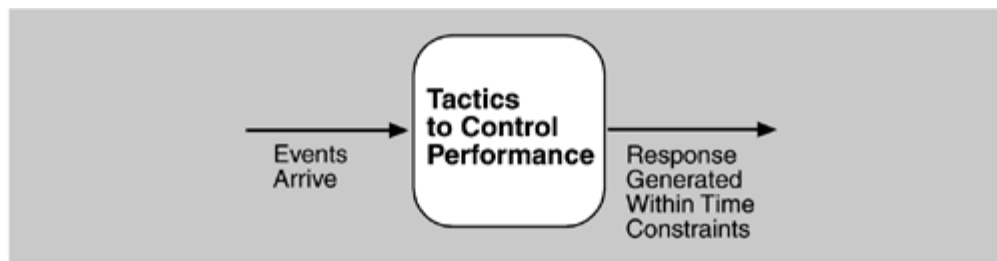 Events
Arrive
Tactics
to Control
Performance
Response
Generated
Within Time
Constraints